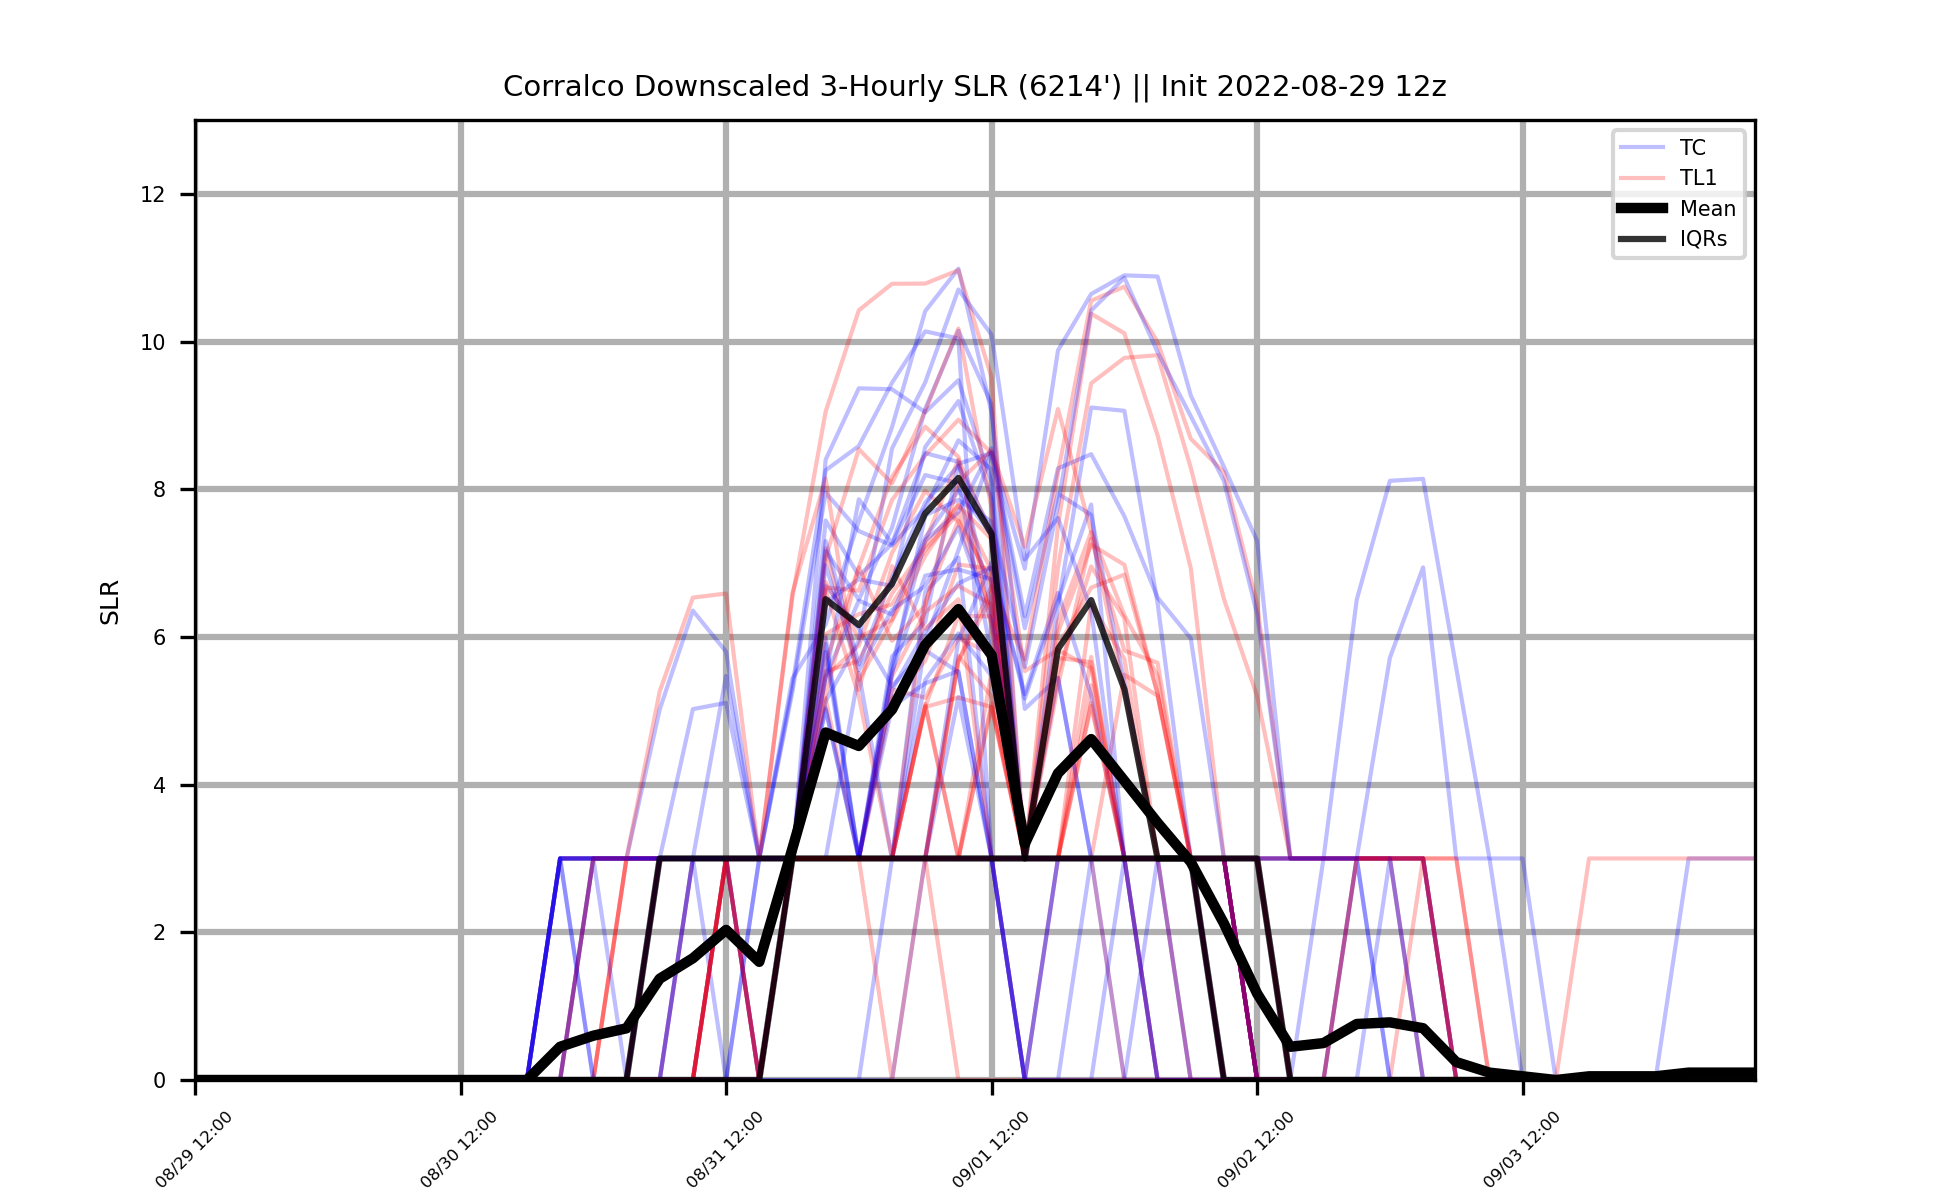 Corralco Downscaled 3-Hourly SLR (6214') || Init 2022-08-29 12z
TC
TL1
Mean
IQRs
SLR
12
10
8
6
4
2
0
08/29 12:00
08/30 12:00
08/31 12:00
09/01 12:00
09/02 12:00
09/03 12:00